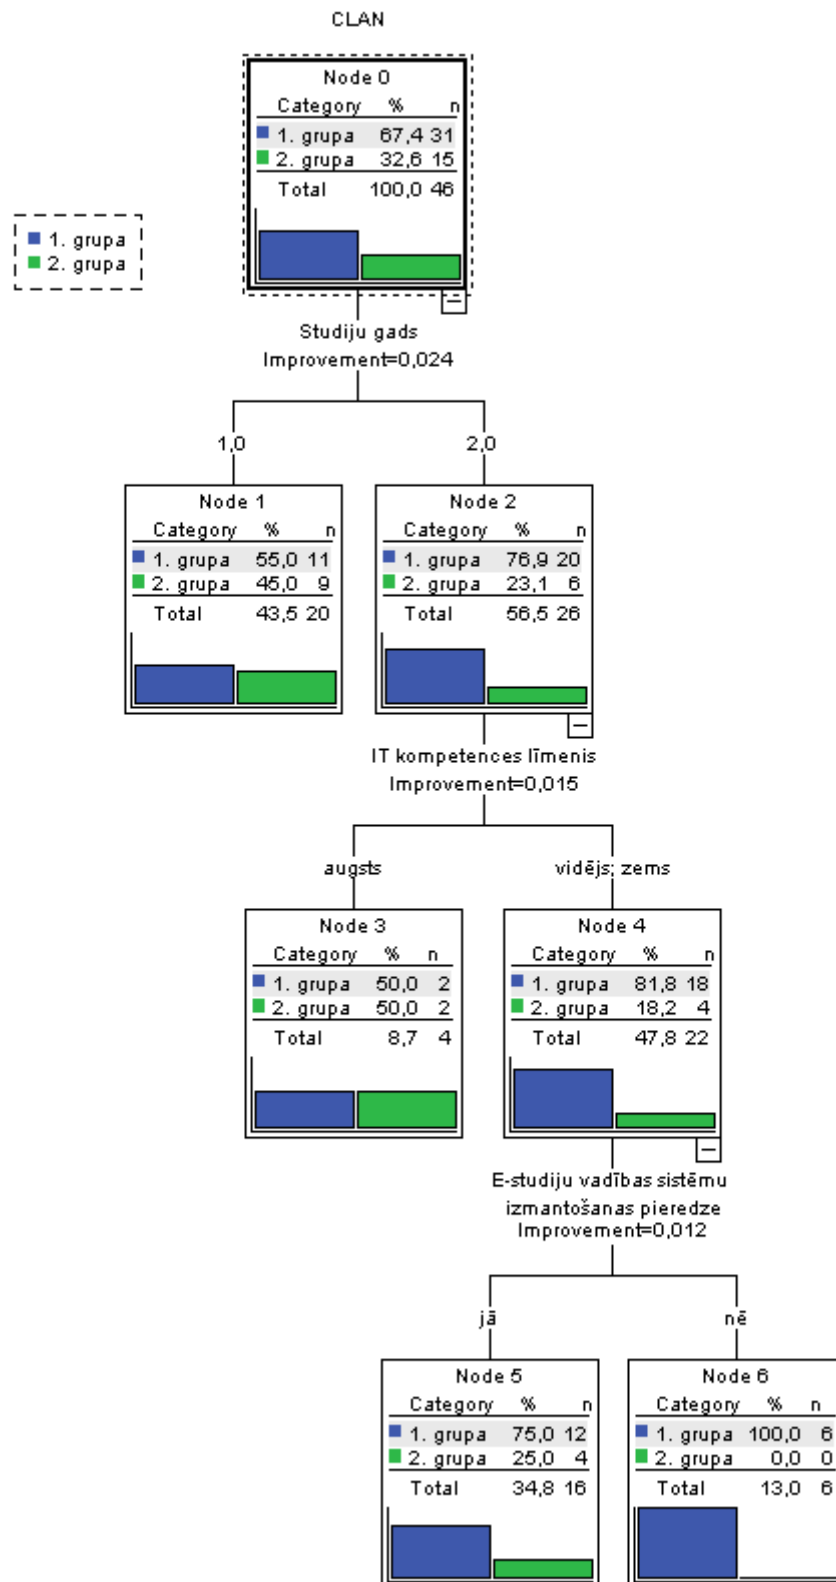 CLAN
Node 0
Category % n
1. grupa 67,4 31
2. grupa 32,6 15
Total 100,0 46
1. grupa
2. grupa
Studiju gads
Improvement=0,024
1,0 2,0
Node 1
Category % n
1. grupa 55,0 11
2. grupa 45,0 9
Total 43,5 20
Node 2
Category % n
1. grupa 76,9 20
2. grupa 23,1 6
Total 56,5 26
IT kompetences līmenis
Improvement=0,015
augsts vidējs; zems
Node 3
Category % n
1. grupa 50,0 2
2. grupa 50,0 2
Total 8,7 4
Node 4
Category % n
1. grupa 81,8 18
2. grupa 18,2 4
Total 47,8 22
E-studiju vadības sistēmu
izmantošanas pieredze
Improvement=0,012
jā nē
Node 5
Category % n
1. grupa 75,0 12
2. grupa 25,0 4
Total 34,8 16
Node 6
Category % n
1. grupa 100,0 6
2. grupa 0,0 0
Total 13,0 6